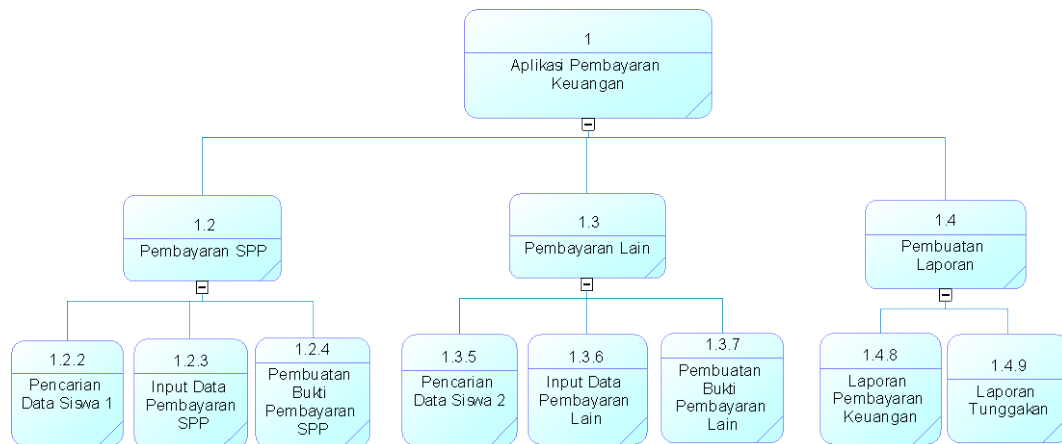 1
Aplikasi Pembayaran
Keuangan
1.2
Pembayaran SPP
1.3
Pembayaran Lain
1.4
Pembuatan
Laporan
1.2.2
Pencarian
Data Siswa 1
1.2.3
Input Data
Pembayaran
SPP
1.2.4
Pembuatan
Bukti
Pembayaran
SPP
1.3.5
Pencarian
Data Siswa 2
1.3.6
Input Data
Pembayaran
Lain
1.3.7
Pembuatan
Bukti
Pembayaran
Lain
1.4.8
Laporan
Pembayaran
Keuangan
1.4.9
Laporan
Tunggakan